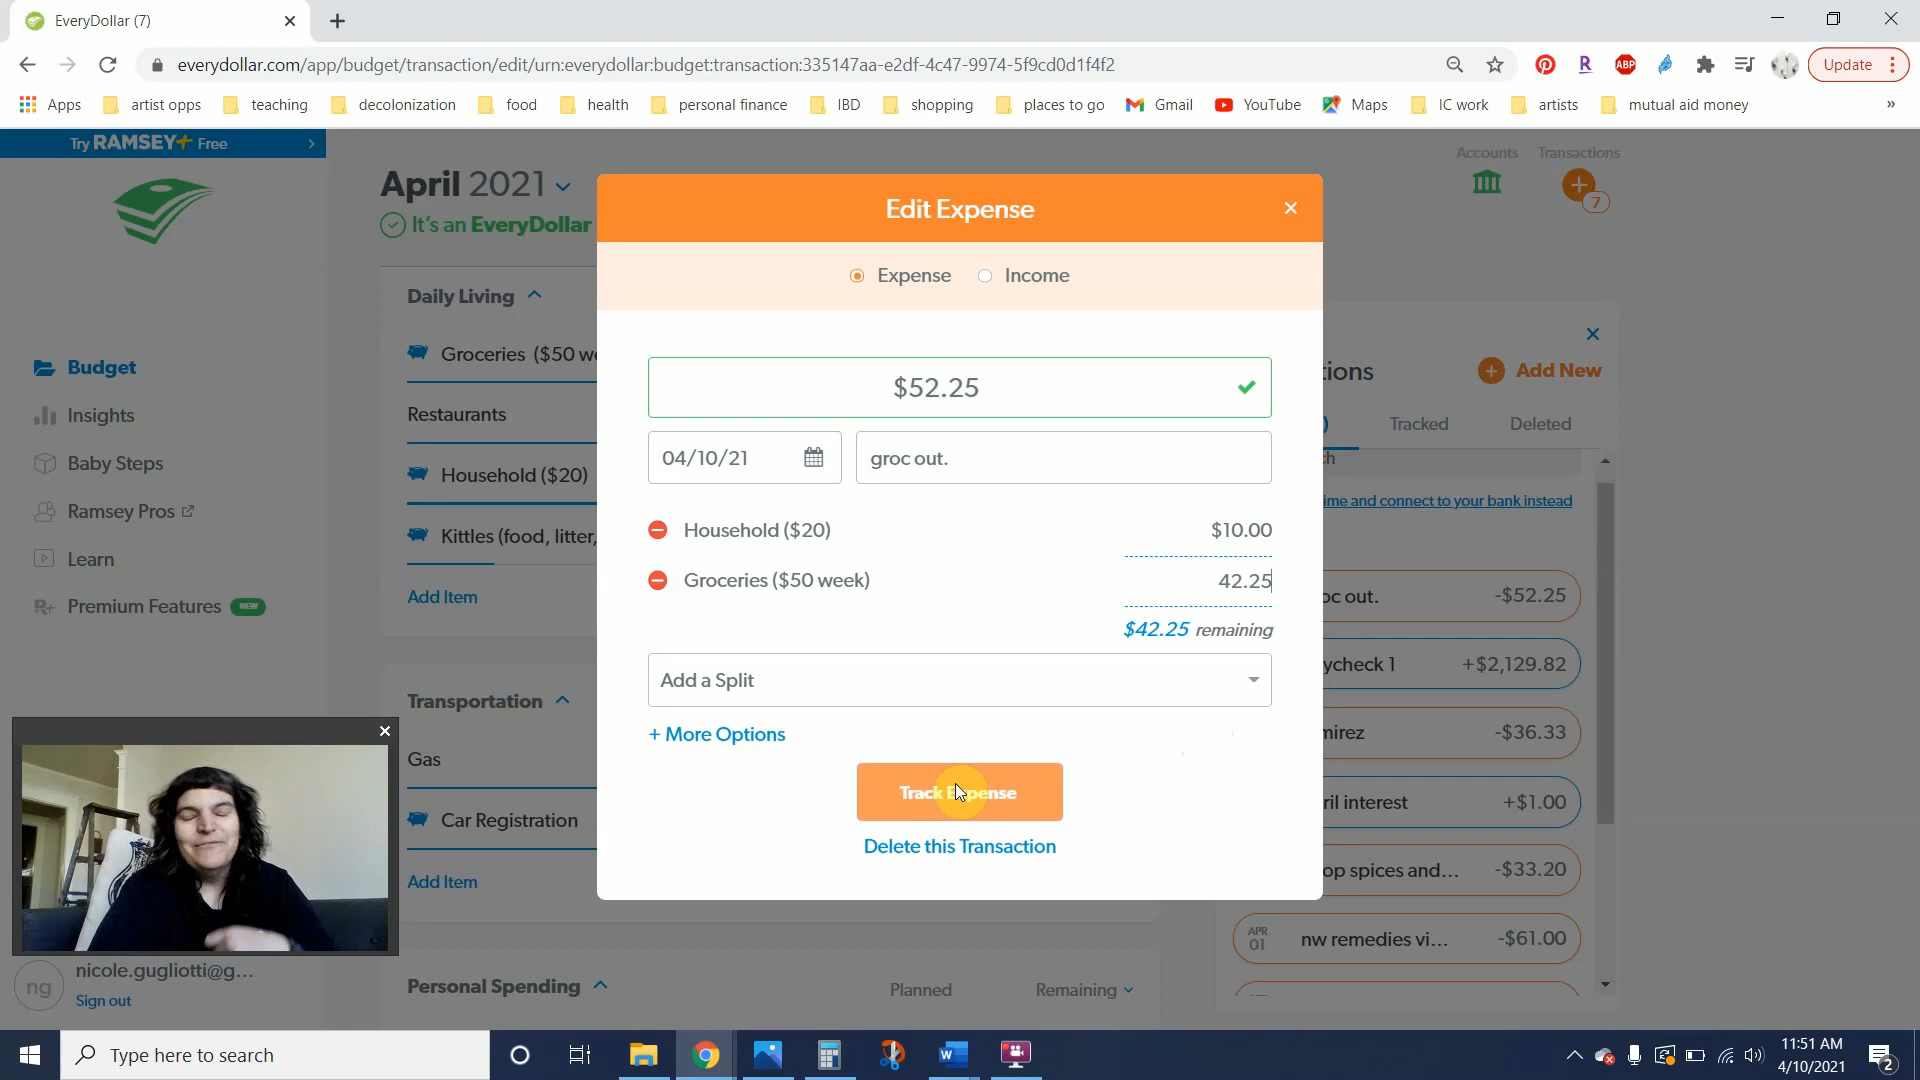 EveryDollar (7)
everydollar.com/app/budget/transaction/edit/urn:everydollar:budget:transaction:335147aa-e2df-4c47-9974-5f9cd0d1f4f2
ABP
Update
Apps
artist opps
teaching
decolonization
food
health
personal finance
IBD
shopping
places to go
Gmail
YouTube
Maps
IC work
artists
mutual aid money
»
Try RAMSEY+ Free
Budget
Insights
Baby Steps
Ramsey Pros
Learn
R+ Premium Features NEW
ng
nicole.gugliotti@g...
Sign out
April 2021
It's an EveryDollar
Daily Living
Groceries ($50 we
Restaurants
Household ($20)
Kittles (food, litter,
Add Item
Transportation
Gas
Car Registration
Add Item
Personal Spending
Planned
Remaining
Edit Expense
Expense
Income
$52.25
04/10/21
groc out.
Household ($20)
$10.00
Groceries ($50 week)
42.25
$42.25 remaining
Add a Split
+ More Options
Track Expense
Delete this Transaction
Accounts
Transactions
7
tions
Add New
)
Tracked
Deleted
ch
ime and connect to your bank instead
oc out.
-$52.25
ycheck 1
+$2,129.82
mirez
-$36.33
ril interest
+$1.00
op spices and...
-$33.20
APR
01
nw remedies vi...
-$61.00
Type here to search
11:51 AM
4/10/2021
2